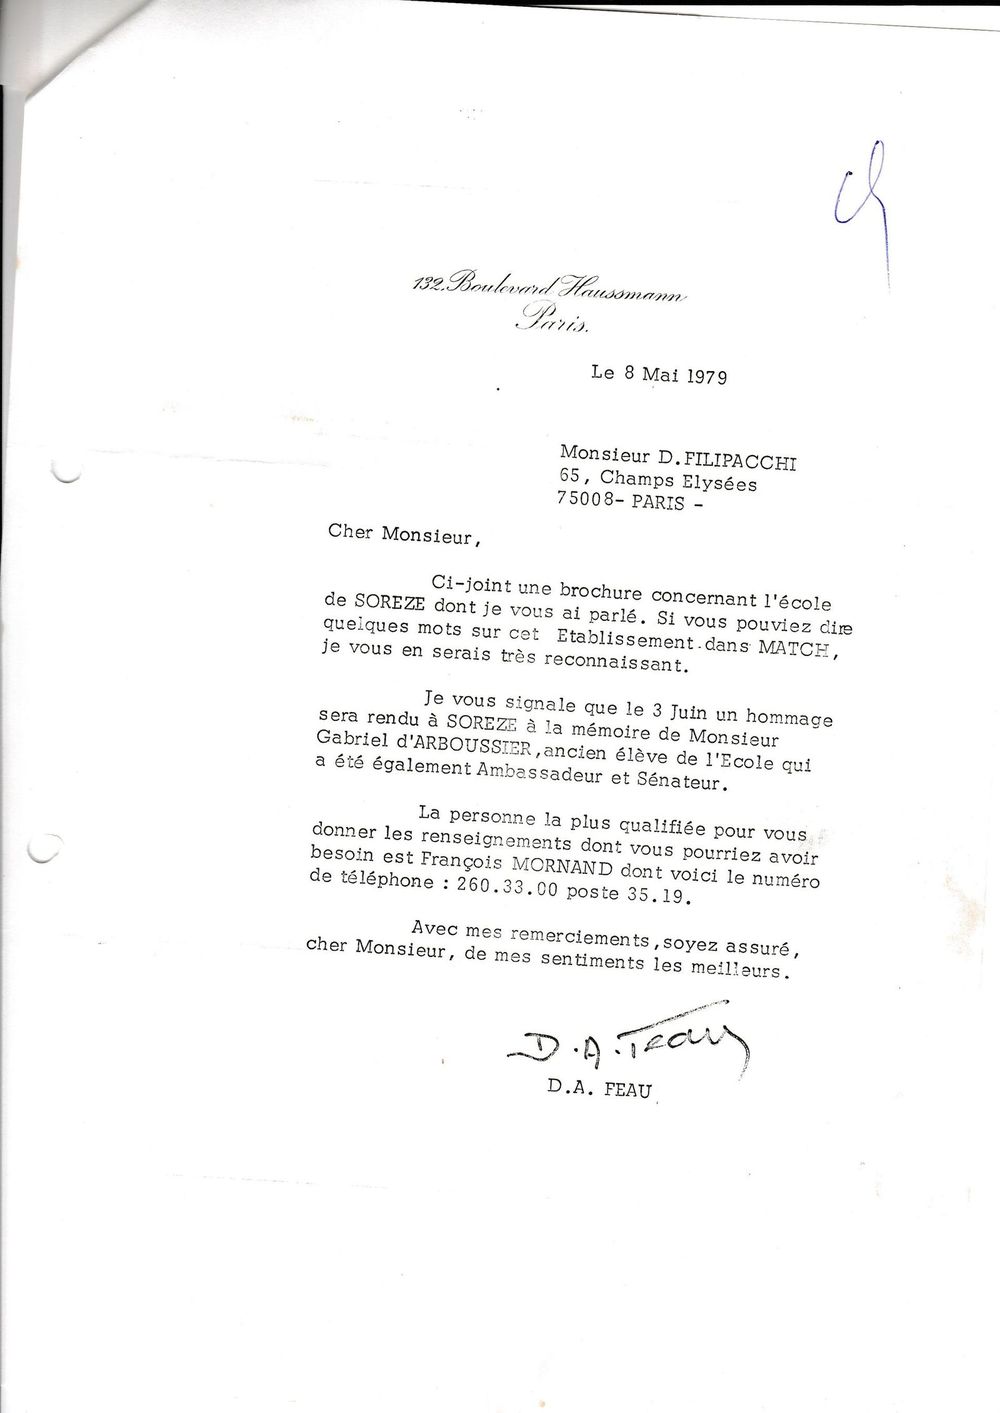 132, Boulevard Haussmann
Paris.
Le 8 Mai 1979
Monsieur D.FILIPACCHI
65, Champs Elysées
75008- PARIS -
Cher Monsieur,
Ci-joint une brochure concernant l'école
de SOREZE dont je vous ai parlé. Si vous pouviez dire
quelques mots sur cet Etablissement dans MATCH,
je vous en serais très reconnaissant.
Je vous signale que le 3 Juin un hommage
sera rendu à SOREZE à la mémoire de Monsieur
Gabriel d'ARBOUSSIER, ancien élève de l'Ecole qui
a été également Ambassadeur et Sénateur.
La personne la plus qualifiée pour vous
donner les renseignements dont vous pourriez avoir
besoin est François MORNAND dont voici le numéro
de téléphone : 260.33.00 poste 35.19.
Avec mes remerciements, soyez assuré,
cher Monsieur, de mes sentiments les meilleurs.
D.A. Feau
D.A. FEAU